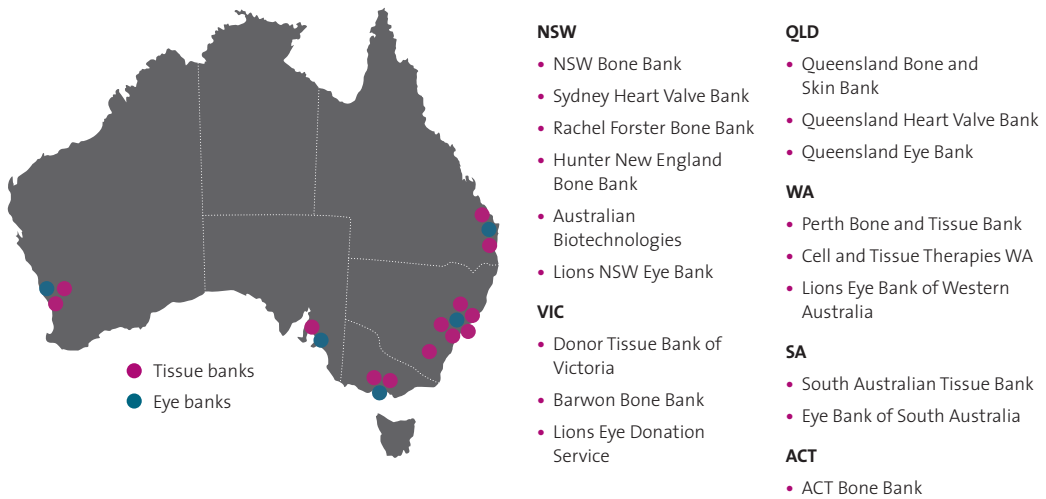 Tissue banks
Eye banks
NSW
• NSW Bone Bank
• Sydney Heart Valve Bank
• Rachel Forster Bone Bank
• Hunter New England
Bone Bank
• Australian
Biotechnologies
• Lions NSW Eye Bank
VIC
• Donor Tissue Bank of
Victoria
• Barwon Bone Bank
• Lions Eye Donation
Service
QLD
• Queensland Bone and
Skin Bank
• Queensland Heart Valve Bank
• Queensland Eye Bank
WA
• Perth Bone and Tissue Bank
• Cell and Tissue Therapies WA
• Lions Eye Bank of Western
Australia
SA
• South Australian Tissue Bank
• Eye Bank of South Australia
ACT
• ACT Bone Bank